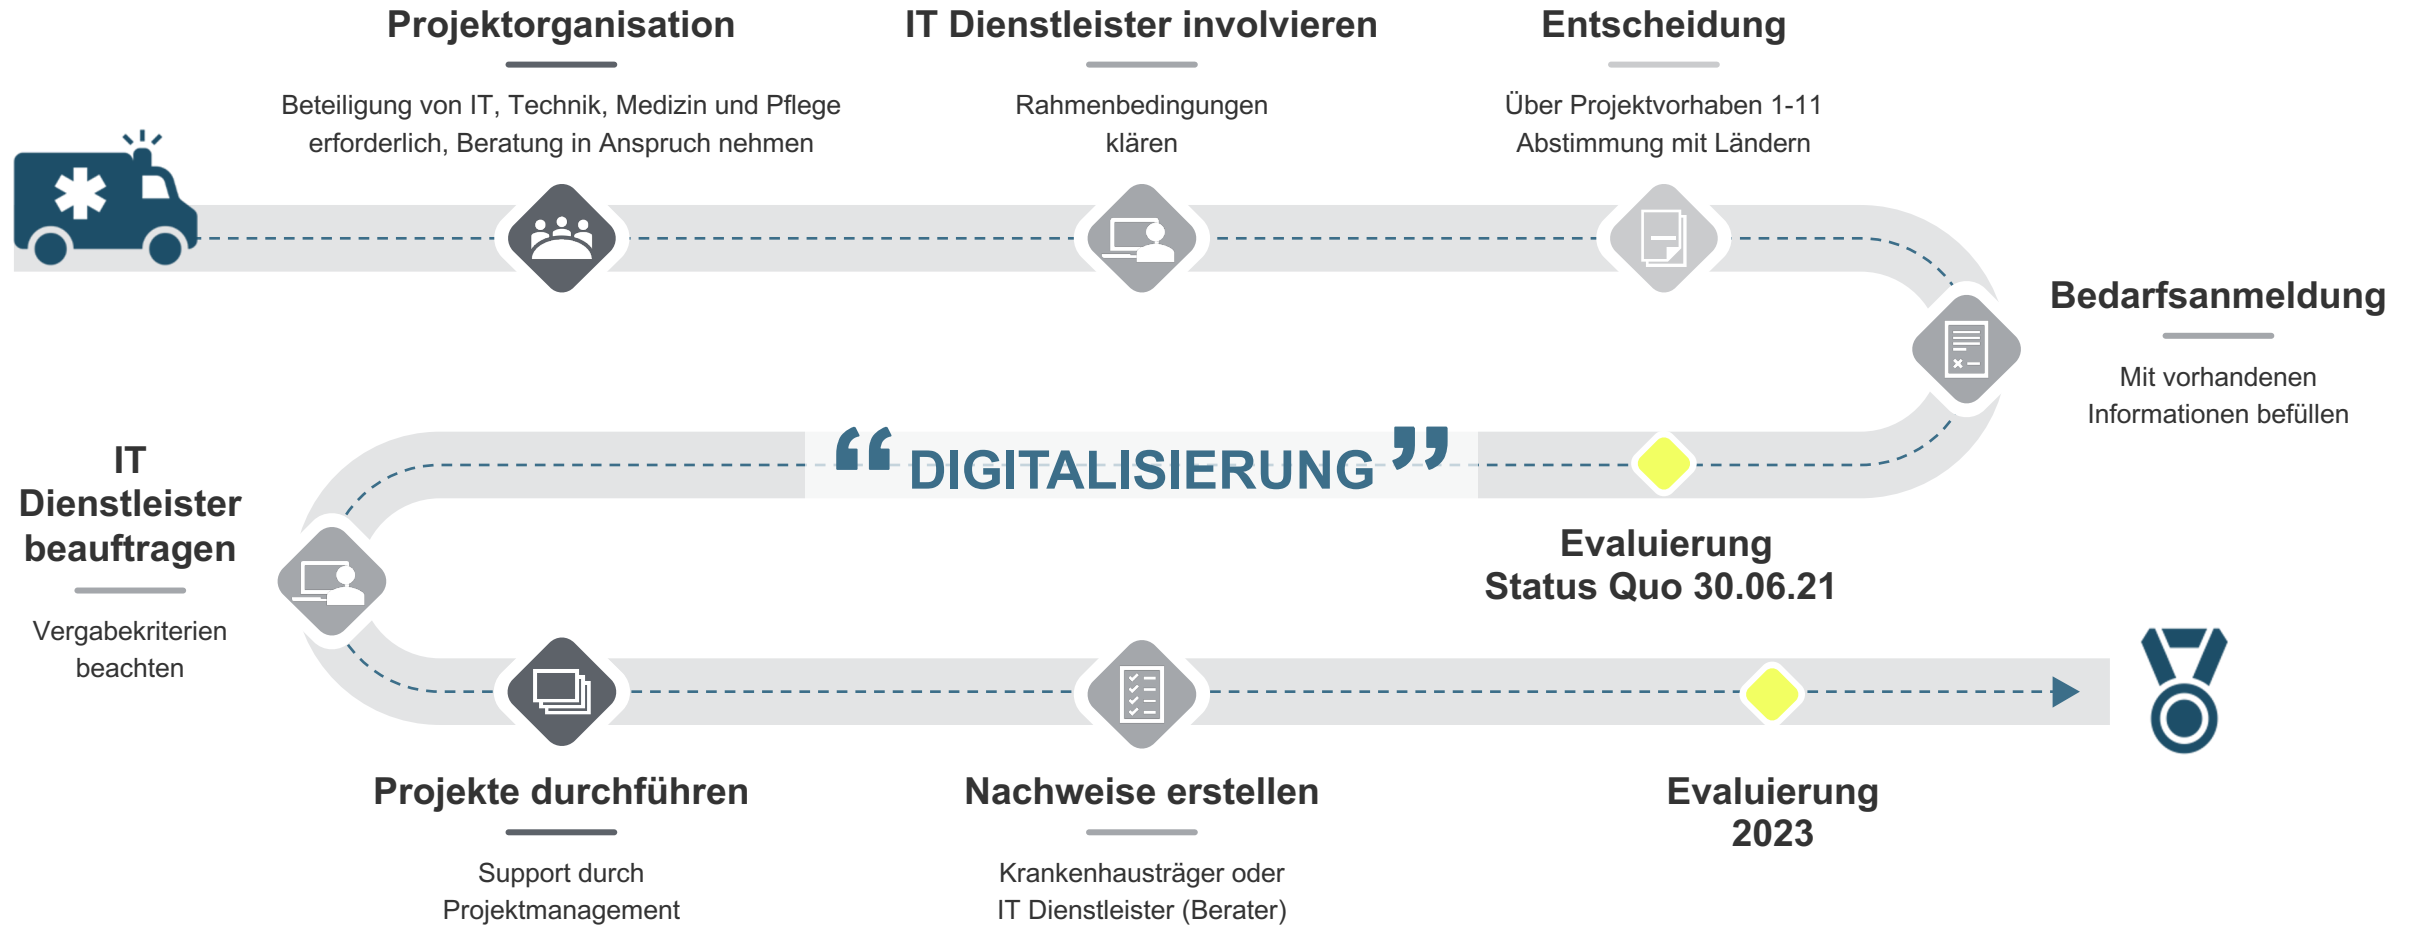 Projektorganisation
Beteiligung von IT, Technik, Medizin und Pflege
erforderlich, Beratung in Anspruch nehmen
IT Dienstleister involvieren
Rahmenbedingungen
klären
Entscheidung
Über Projektvorhaben 1-11
Abstimmung mit Ländern
Bedarfsanmeldung
Mit vorhandenen
Informationen befüllen
Evaluierung
Status Quo 30.06.21
“ DIGITALISIERUNG ”
IT
Dienstleister
beauftragen
Vergabekriterien
beachten
Projekte durchführen
Support durch
Projektmanagement
Nachweise erstellen
Krankenhausträger oder
IT Dienstleister (Berater)
Evaluierung
2023